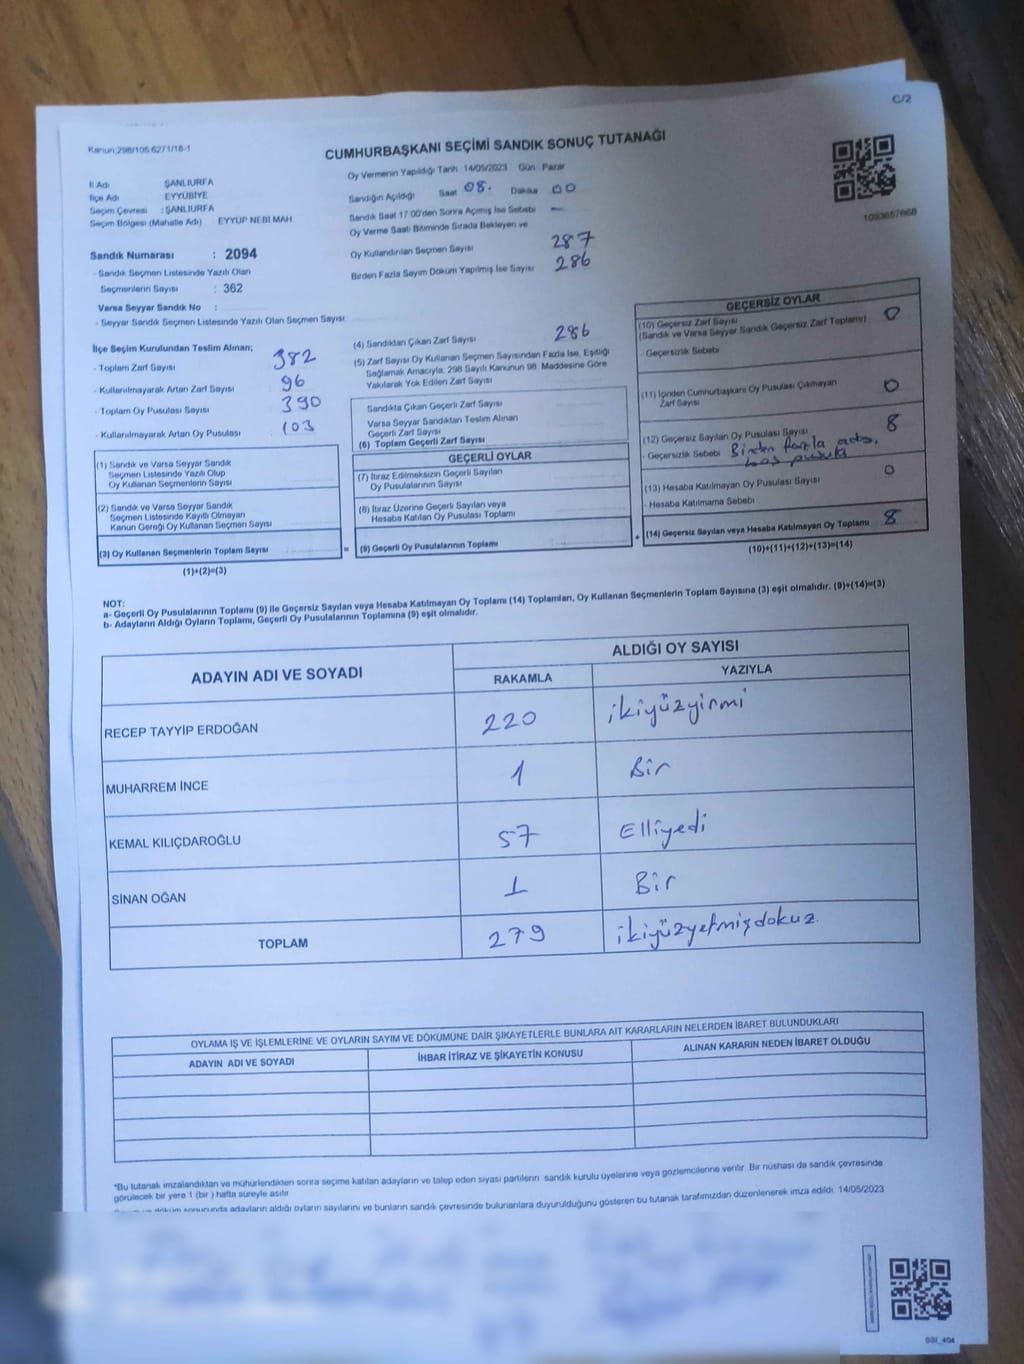 C/2
Kanun;298/105;6271/18-1
CUMHURBAŞKANI SEÇİMİ SANDIK SONUÇ TUTANAĞI
İl Adı ŞANLIURFA
İlçe Adı EYYÜBİYE
Seçim Çevresi : ŞANLIURFA
Seçim Bölgesi (Mahalle Adı) EYYÜP NEBİ MAH
Oy Vermenin Yapıldığı Tarih 14/05/2023 Gün Pazar
Sandığın Açıldığı Saat 08. Dakika 00
Sandık Saat 17.00'den Sonra Açımış İse Sebebi —
Oy Verme Saati Bitiminde Sırada Bekleyen ve
Oy Kullandırılan Seçmen Sayısı 287
Birden Fazla Sayım Döküm Yapılmış İse Sayısı 286
1093657668
Sandık Numarası : 2094
- Sandık Seçmen Listesinde Yazılı Olan
Seçmenlerin Sayısı : 362
Varsa Seyyar Sandık No :
- Seyyar Sandık Seçmen Listesinde Yazılı Olan Seçmen Sayısı
İlçe Seçim Kurulundan Teslim Alınan;
- Toplam Zarf Sayısı 382
- Kullanılmayarak Artan Zarf Sayısı 96
- Toplam Oy Pusulası Sayısı 390
- Kullanılmayarak Artan Oy Pusulası 103
(1) Sandık ve Varsa Seyyar Sandık
Seçmen Listesinde Yazılı Olup
Oy Kullanan Seçmenlerin Sayısı
(2) Sandık ve Varsa Seyyar Sandık
Seçmen Listesinde Kayıtlı Olmayan
Kanun Gereği Oy Kullanan Seçmen Sayısı
(3) Oy Kullanan Seçmenlerin Toplam Sayısı =
(1)+(2)=(3)
(4) Sandıktan Çıkan Zarf Sayısı 286
(5) Zarf Sayısı Oy Kullanan Seçmen Sayısından Fazla İse, Eşitliği
Sağlamak Amacıyla, 298 Sayılı Kanunun 98. Maddesine Göre
Yakılarak Yok Edilen Zarf Sayısı
Sandıkta Çıkan Geçerli Zarf Sayısı
Varsa Seyyar Sandıktan Teslim Alınan
Geçerli Zarf Sayısı
(6) Toplam Geçerli Zarf Sayısı
GEÇERLİ OYLAR
(7) İtiraz Edilmeksizin Geçerli Sayılan
Oy Pusulalarının Sayısı
(8) İtiraz Üzerine Geçerli Sayılan veya
Hesaba Katılan Oy Pusulası Toplamı
(9) Geçerli Oy Pusulalarının Toplamı +
GEÇERSİZ OYLAR
(10) Geçersiz Zarf Sayısı 0
(Sandık ve Varsa Seyyar Sandık Geçersiz Zarf Toplamı)
- Geçersizlik Sebebi
(11) İçinden Cumhurbaşkanı Oy Pusulası Çıkmayan 0
Zarf Sayısı
(12) Geçersiz Sayılan Oy Pusulası Sayısı 8
- Geçersizlik Sebebi Birden fazla
boş pusula
(13) Hesaba Katılmayan Oy Pusulası Sayısı 0
- Hesaba Katılmama Sebebi
(14) Geçersiz Sayılan veya Hesaba Katılmayan Oy Toplamı 8
(10)+(11)+(12)+(13)=(14)
NOT:
a- Geçerli Oy Pusulalarının Toplamı (9) ile Geçersiz Sayılan veya Hesaba Katılmayan Oy Toplamı (14) Toplamları, Oy Kullanan Seçmenlerin Toplam Sayısına (3) eşit olmalıdır. (9)+(14)=(3)
b- Adayların Aldığı Oyların Toplamı, Geçerli Oy Pusulalarının Toplamına (9) eşit olmalıdır.
ADAYIN ADI VE SOYADI ALDIĞI OY SAYISI
RAKAMLA YAZIYLA
RECEP TAYYİP ERDOĞAN 220 ikiyüzyirmi
MUHARREM İNCE 1 Bir
KEMAL KILIÇDAROĞLU 57 Elliyedi
SİNAN OĞAN 1 Bir
TOPLAM 279 ikiyüzyetmişdokuz.
OYLAMA İŞ VE İŞLEMLERİNE VE OYLARIN SAYIM VE DÖKÜMÜNE DAİR ŞİKAYETLERLE BUNLARA AİT KARARLARIN NELERDEN İBARET BULUNDUKLARI
ADAYIN ADI VE SOYADI İHBAR İTİRAZ VE ŞİKAYETİN KONUSU ALINAN KARARIN NEDEN İBARET OLDUĞU
*Bu tutanak imzalandıktan ve mühürlendikten sonra seçime katılan adayların ve talep eden siyasi partilerin sandık kurulu üyelerine veya gözlemcilerine verilir. Bir nüshası da sandık çevresinde
görülecek bir yere 1 (bir) hafta süreyle asılır.
sonucunda adayların aldığı oyların sayılarını ve bunların sandık çevresinde bulunanlara duyurulduğunu gösteren bu tutanak tarafımızdan düzenlenerek imza edildi. 14/05/2023